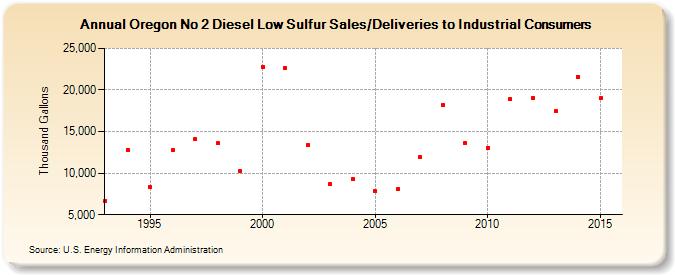 Annual Oregon No 2 Diesel Low Sulfur Sales/Deliveries to Industrial Consumers
Thousand Gallons
25,000
20,000
15,000
10,000
5,000
1995 2000 2005 2010 2015
Source: U.S. Energy Information Administration